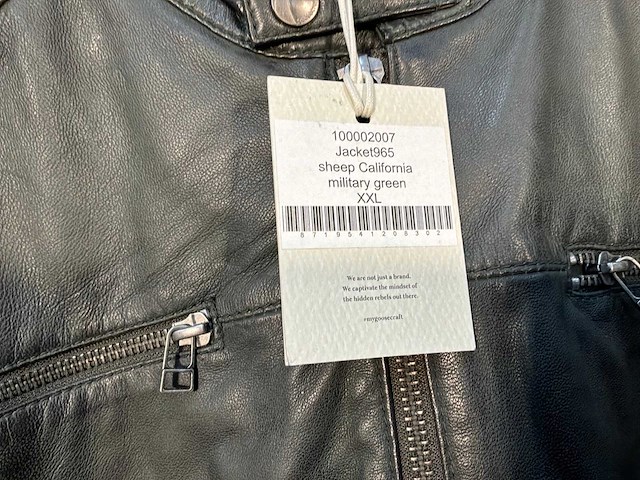 100002007
Jacket965
sheep California
military green
XXL
8719541208302
We are not just a brand.
We captivate the mindset of
the hidden rebels out there.
#mygoosecraft